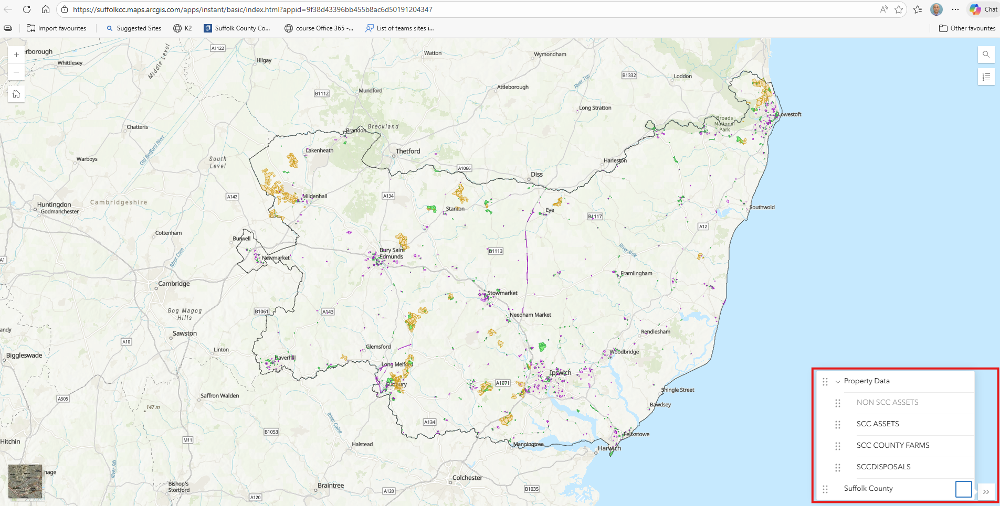 https://suffolkcc.maps.arcgis.com/apps/instant/basic/index.html?appid=9f38d43396bb455b8ac6d50191204347
Chat
Import favourites
Suggested Sites
K2
Suffolk County Co...
course Office 365 -...
List of teams sites i...
Other favourites
erborough
Whittlesey
Middle Level
A1122
Hilgay
Watton
Wymondham
Attleborough
River Tas
B1332
Loddon
B1112
Mundford
Long Stratton
Lowestoft
Broads
National
Park
Chatteris
Breckland
Brandon
Old Bedford River
Lakenheath
Thetford
Warboys
South
Level
A1066
Harleston
Diss
A142
Mildenhall
A134
Huntingdon
Godmanchester
Cambridgeshire
Stanton
Eye
B1117
Southwold
A12
Cottenham
Burwell
Bury Saint
Edmunds
B1113
River Alde
A1
River Cam
Newmarket
Framlingham
Cambridge
Stowmarket
Gog Magog
Hills
B1061
A143
Needham Market
andy
Sawston
A10
Rendlesham
Linton
Glemsford
Woodbridge
Biggleswade
Haverhill
Long Melford
Ipswich
Sudbury
A1071
Shingle Street
A505
Saffron Walden
147 m
Bawdsey
River Colne
A134
B1053
Felixstowe
Hitchin
M11
Halstead
Manningtree
Harwich
River Rib
nage
Colchester
Bishop's
Stortford
Braintree
A120
A120
B1035
Property Data
NON SCC ASSETS
SCC ASSETS
SCC COUNTY FARMS
SCCDISPOSALS
Suffolk County